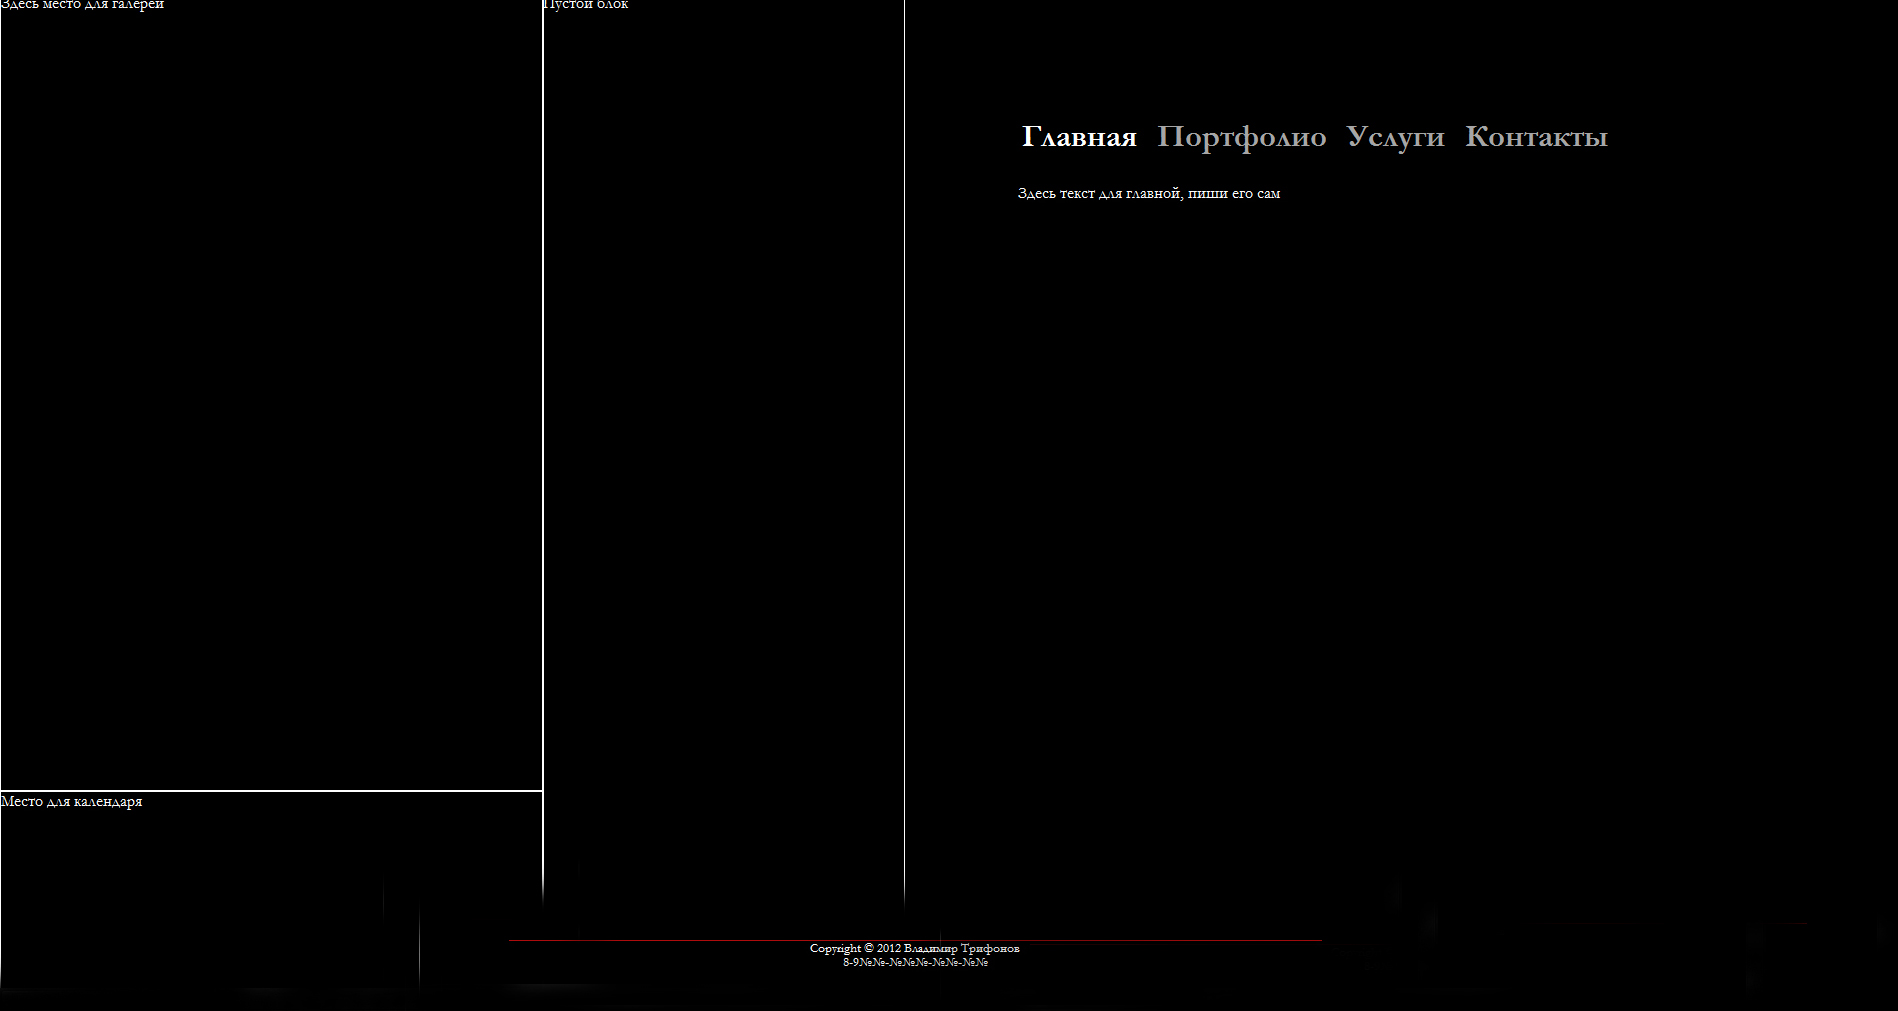 Здесь место для галереи
Пустой блок
Главная Портфолио Услуги Контакты
Здесь текст для главной, пиши его сам
Место для календаря
Copyright © 2012 Владимир Трифонов
8-9№№-№№№-№№-№№